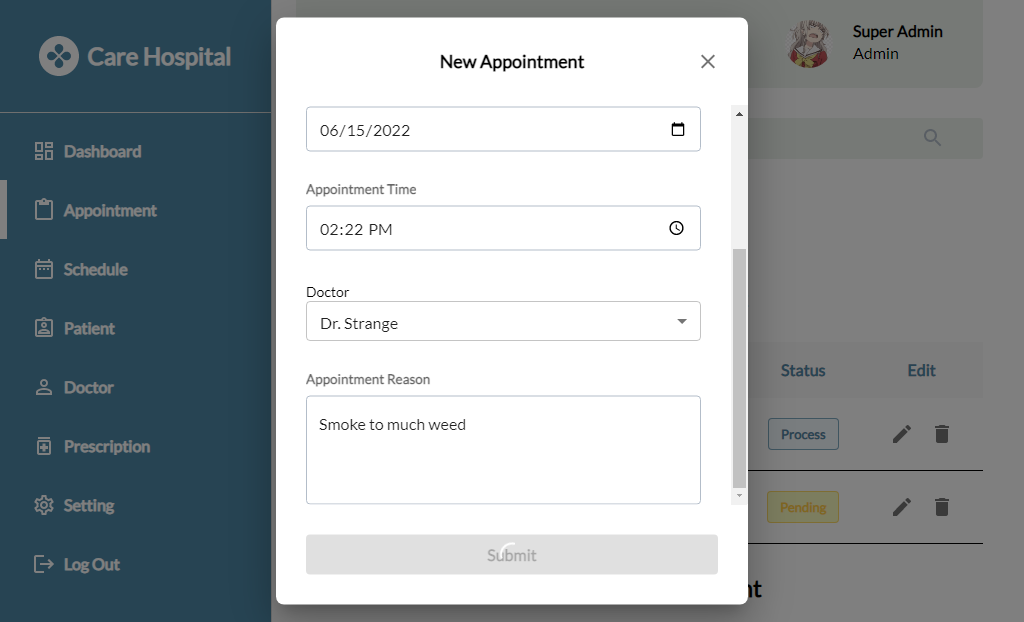 Care Hospital
Dashboard
Appointment
Schedule
Patient
Doctor
Prescription
Setting
Log Out
New Appointment
06/15/2022
Appointment Time
02:22 PM
Doctor
Dr. Strange
Appointment Reason
Smoke to much weed
Submit
Super Admin
Admin
Status Edit
Process
Pending